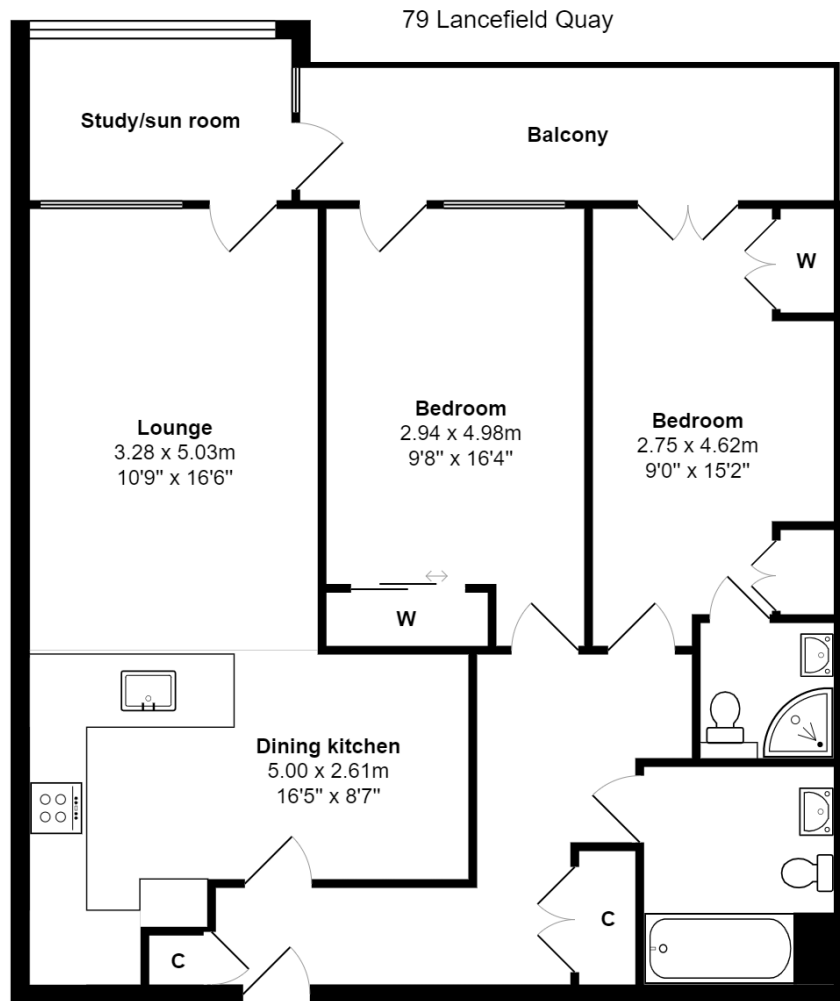 79 Lancefield Quay
Study/sun room
Balcony
W
Lounge
3.28 x 5.03m
10'9" x 16'6"
Bedroom
2.94 x 4.98m
9'8" x 16'4"
Bedroom
2.75 x 4.62m
9'0" x 15'2"
W
Dining kitchen
5.00 x 2.61m
16'5" x 8'7"
C
C